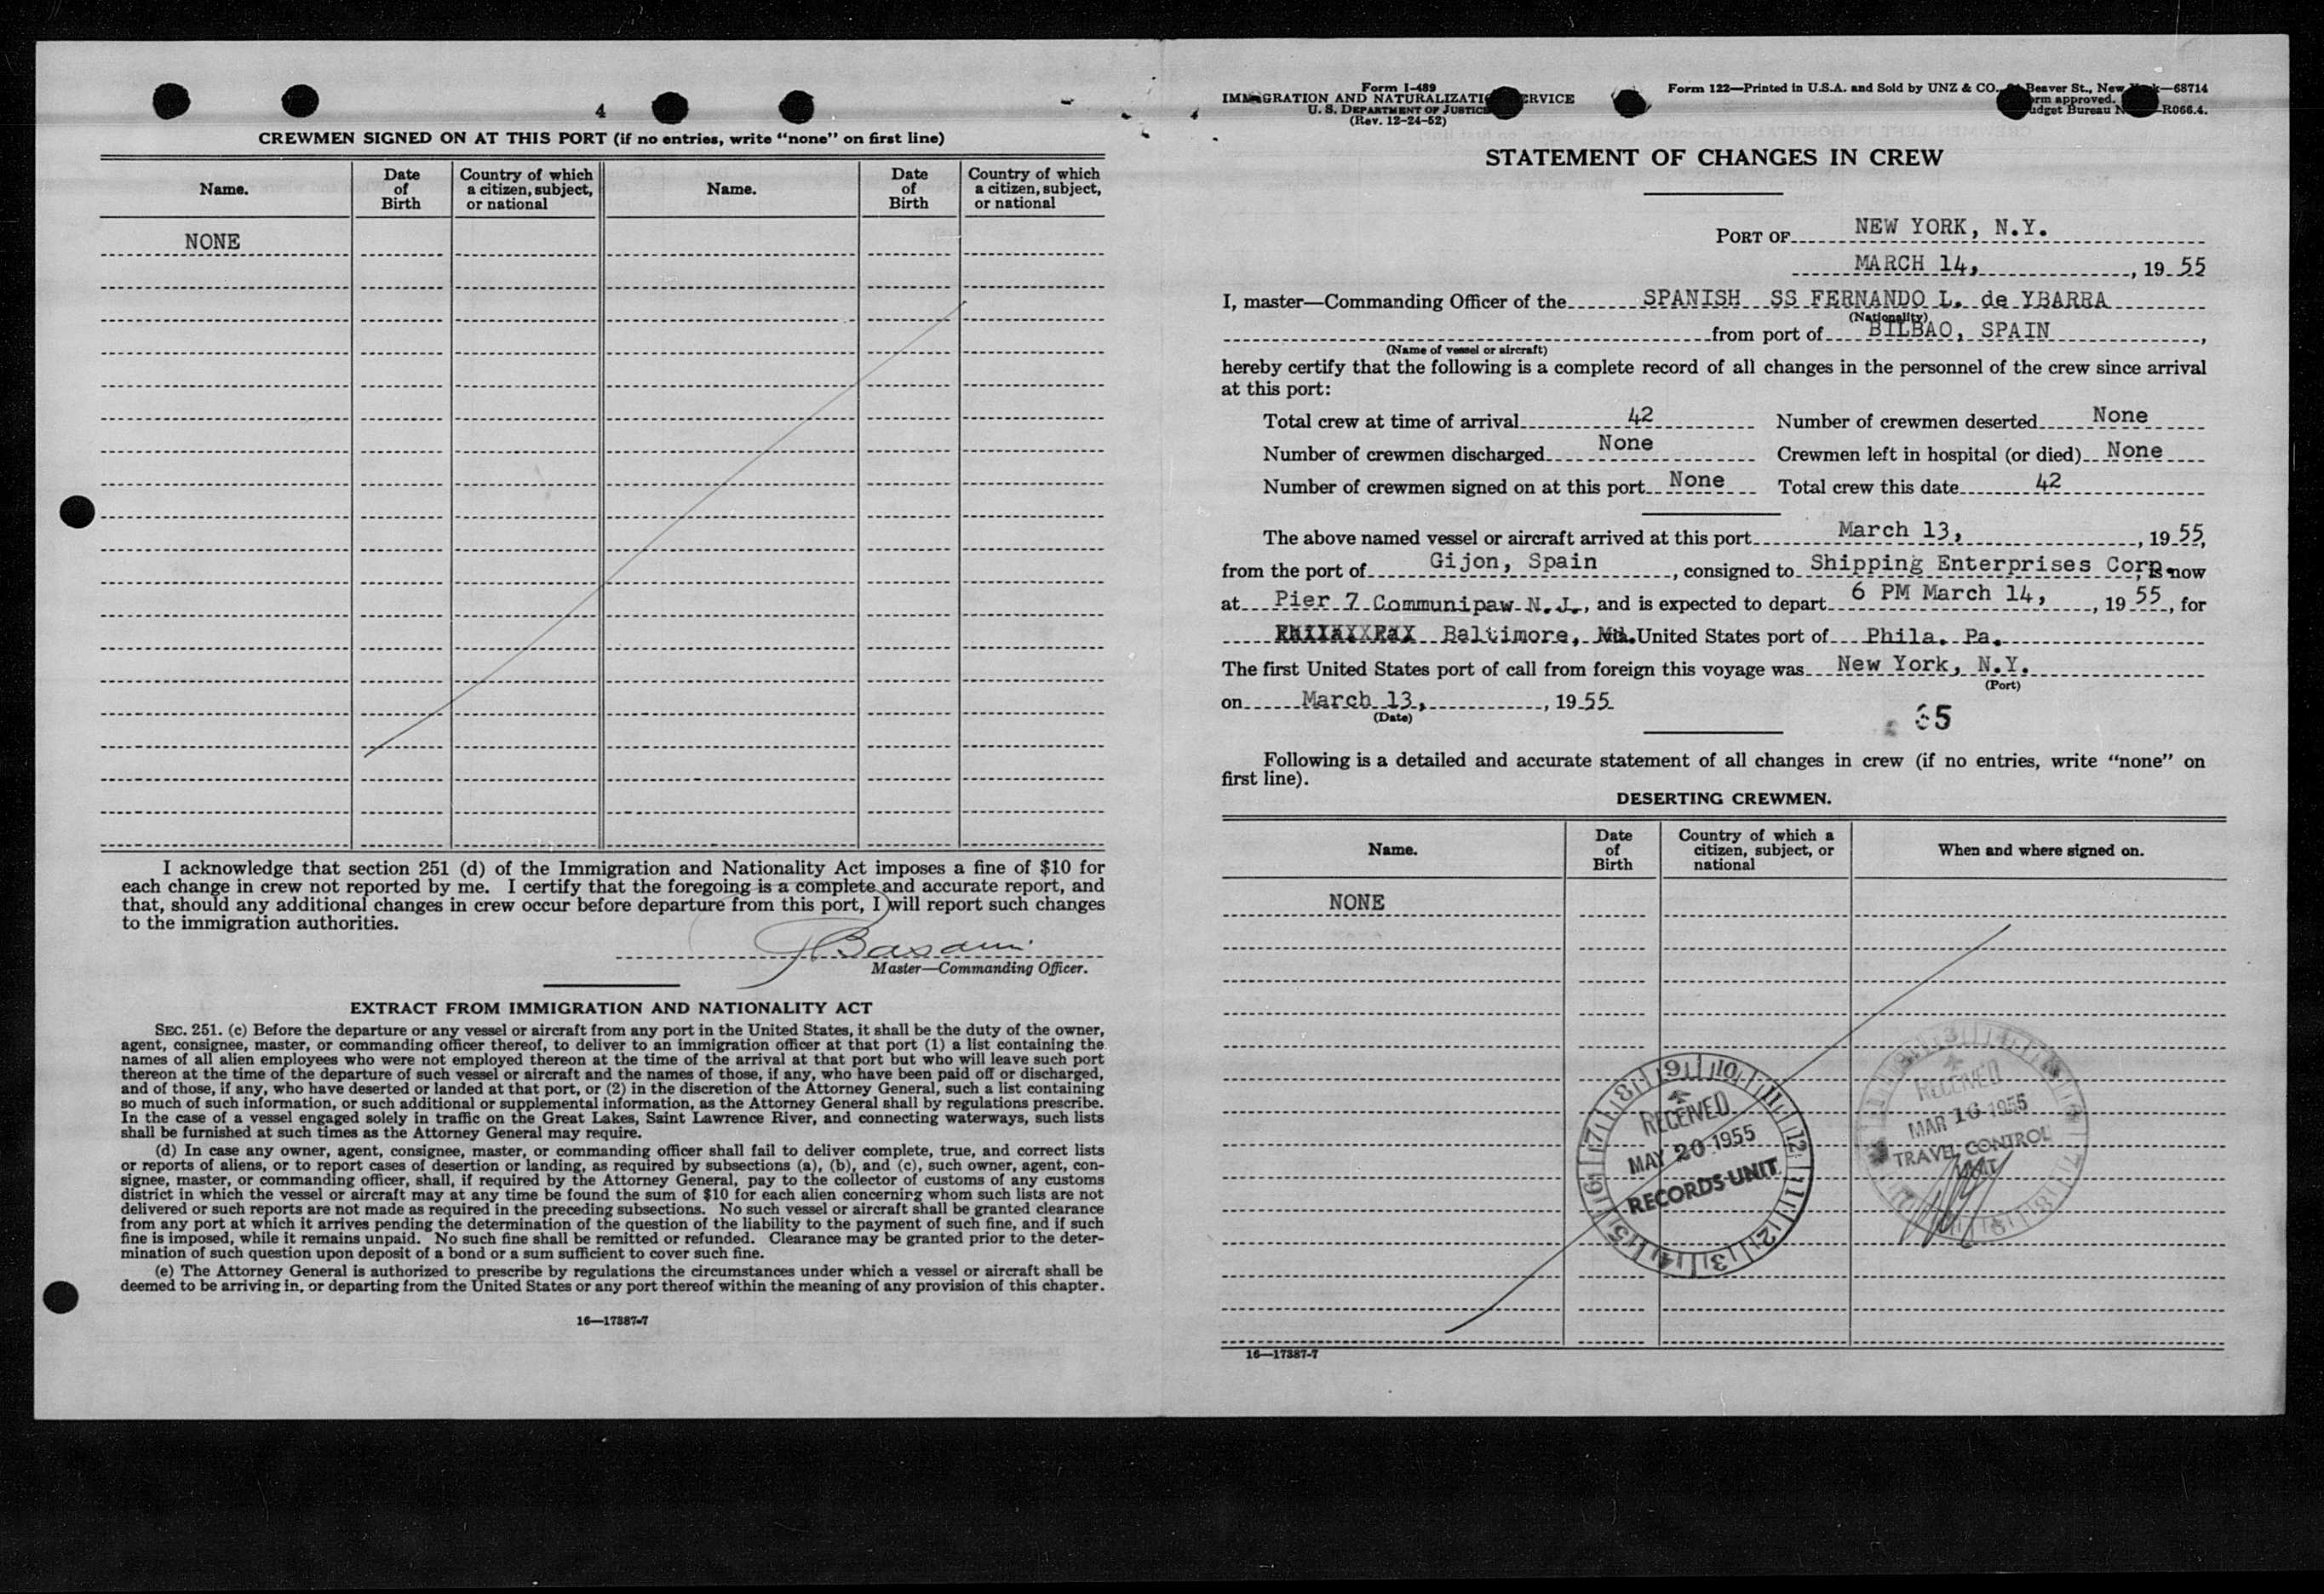 4
CREWMEN SIGNED ON AT THIS PORT (if no entries, write “none” on first line)
Name. Date of Birth Country of which a citizen, subject, or national Name. Date of Birth Country of which a citizen, subject, or national
NONE
I acknowledge that section 251 (d) of the Immigration and Nationality Act imposes a fine of $10 for
each change in crew not reported by me. I certify that the foregoing is a complete and accurate report, and
that, should any additional changes in crew occur before departure from this port, I will report such changes
to the immigration authorities.
Master—Commanding Officer.
EXTRACT FROM IMMIGRATION AND NATIONALITY ACT
SEC. 251. (c) Before the departure or any vessel or aircraft from any port in the United States, it shall be the duty of the owner,
agent, consignee, master, or commanding officer thereof, to deliver to an immigration officer at that port (1) a list containing the
names of all alien employees who were not employed thereon at the time of the arrival at that port but who will leave such port
thereon at the time of the departure of such vessel or aircraft and the names of those, if any, who have been paid off or discharged,
and of those, if any, who have deserted or landed at that port, or (2) in the discretion of the Attorney General, such a list containing
so much of such information, or such additional or supplemental information, as the Attorney General shall by regulations prescribe.
In the case of a vessel engaged solely in traffic on the Great Lakes, Saint Lawrence River, and connecting waterways, such lists
shall be furnished at such times as the Attorney General may require.
(d) In case any owner, agent, consignee, master, or commanding officer shall fail to deliver complete, true, and correct lists
or reports of aliens, or to report cases of desertion or landing, as required by subsections (a), (b), and (c), such owner, agent, con-
signee, master, or commanding officer, shall, if required by the Attorney General, pay to the collector of customs of any customs
district in which the vessel or aircraft may at any time be found the sum of $10 for each alien concerning whom such lists are not
delivered or such reports are not made as required in the preceding subsections. No such vessel or aircraft shall be granted clearance
from any port at which it arrives pending the determination of the question of the liability to the payment of such fine, and if such
fine is imposed, while it remains unpaid. No such fine shall be remitted or refunded. Clearance may be granted prior to the deter-
mination of such question upon deposit of a bond or a sum sufficient to cover such fine.
(e) The Attorney General is authorized to prescribe by regulations the circumstances under which a vessel or aircraft shall be
deemed to be arriving in, or departing from the United States or any port thereof within the meaning of any provision of this chapter.
16—17387-7
Form I-489
IMMIGRATION AND NATURALIZATION SERVICE
U. S. DEPARTMENT OF JUSTICE
(Rev. 12-24-52)
Form 122—Printed in U.S.A. and Sold by UNZ & CO., Beaver St., New York—68714
Form approved.
Budget Bureau R066.4.
STATEMENT OF CHANGES IN CREW
PORT OF NEW YORK, N.Y.
MARCH 14, , 19 55
I, master—Commanding Officer of the SPANISH SS FERNANDO L. de YBARRA
(Nationality)
from port of BILBAO, SPAIN ,
(Name of vessel or aircraft)
hereby certify that the following is a complete record of all changes in the personnel of the crew since arrival
at this port:
Total crew at time of arrival 42 Number of crewmen deserted None
Number of crewmen discharged None Crewmen left in hospital (or died) None
Number of crewmen signed on at this port None Total crew this date 42
The above named vessel or aircraft arrived at this port March 13, , 19 55,
from the port of Gijon, Spain , consigned to Shipping Enterprises Corp., is now
at Pier 7 Communipaw N.J., and is expected to depart 6 PM March 14, , 19 55, for
Baltimore, Md. United States port of Phila. Pa.
The first United States port of call from foreign this voyage was New York, N.Y.
(Port)
on March 13, , 19 55
(Date)
Following is a detailed and accurate statement of all changes in crew (if no entries, write “none” on
first line).
DESERTING CREWMEN.
Name. Date of Birth Country of which a citizen, subject, or national When and where signed on.
NONE
RECEIVED
MAY 20 1955
RECORDS UNIT
RECEIVED
MAR 16 1955
TRAVEL CONTROL
16—17387-7